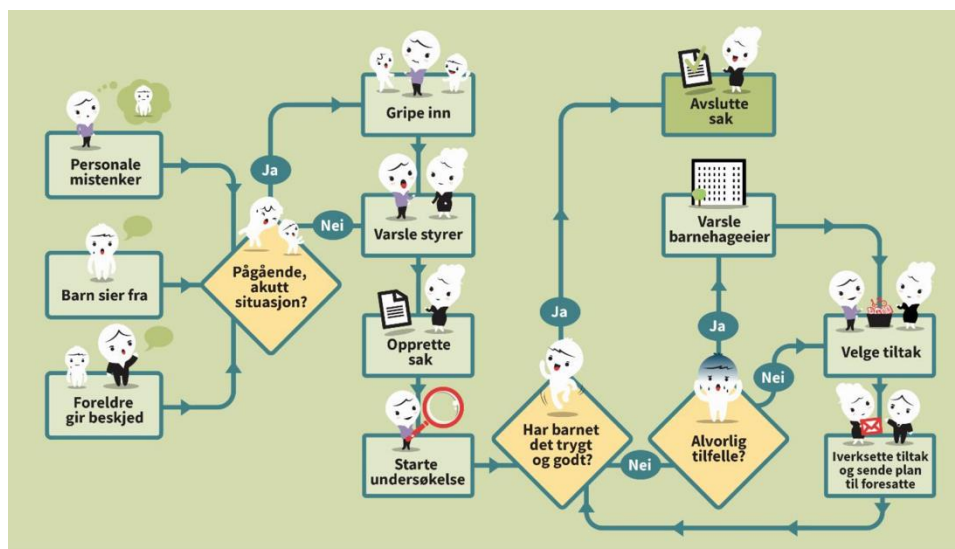 Personale
mistenker
Barn sier fra
Foreldre
gir beskjed
Pågående,
akutt
situasjon?
Ja
Nei
Gripe inn
Varsle styrer
Opprette
sak
Starte
undersøkelse
Har barnet
det trygt
og godt?
Ja
Nei
Avslutte
sak
Alvorlig
tilfelle?
Ja
Nei
Varsle
barnehageeier
Velge tiltak
Iverksette tiltak
og sende plan
til foresatte